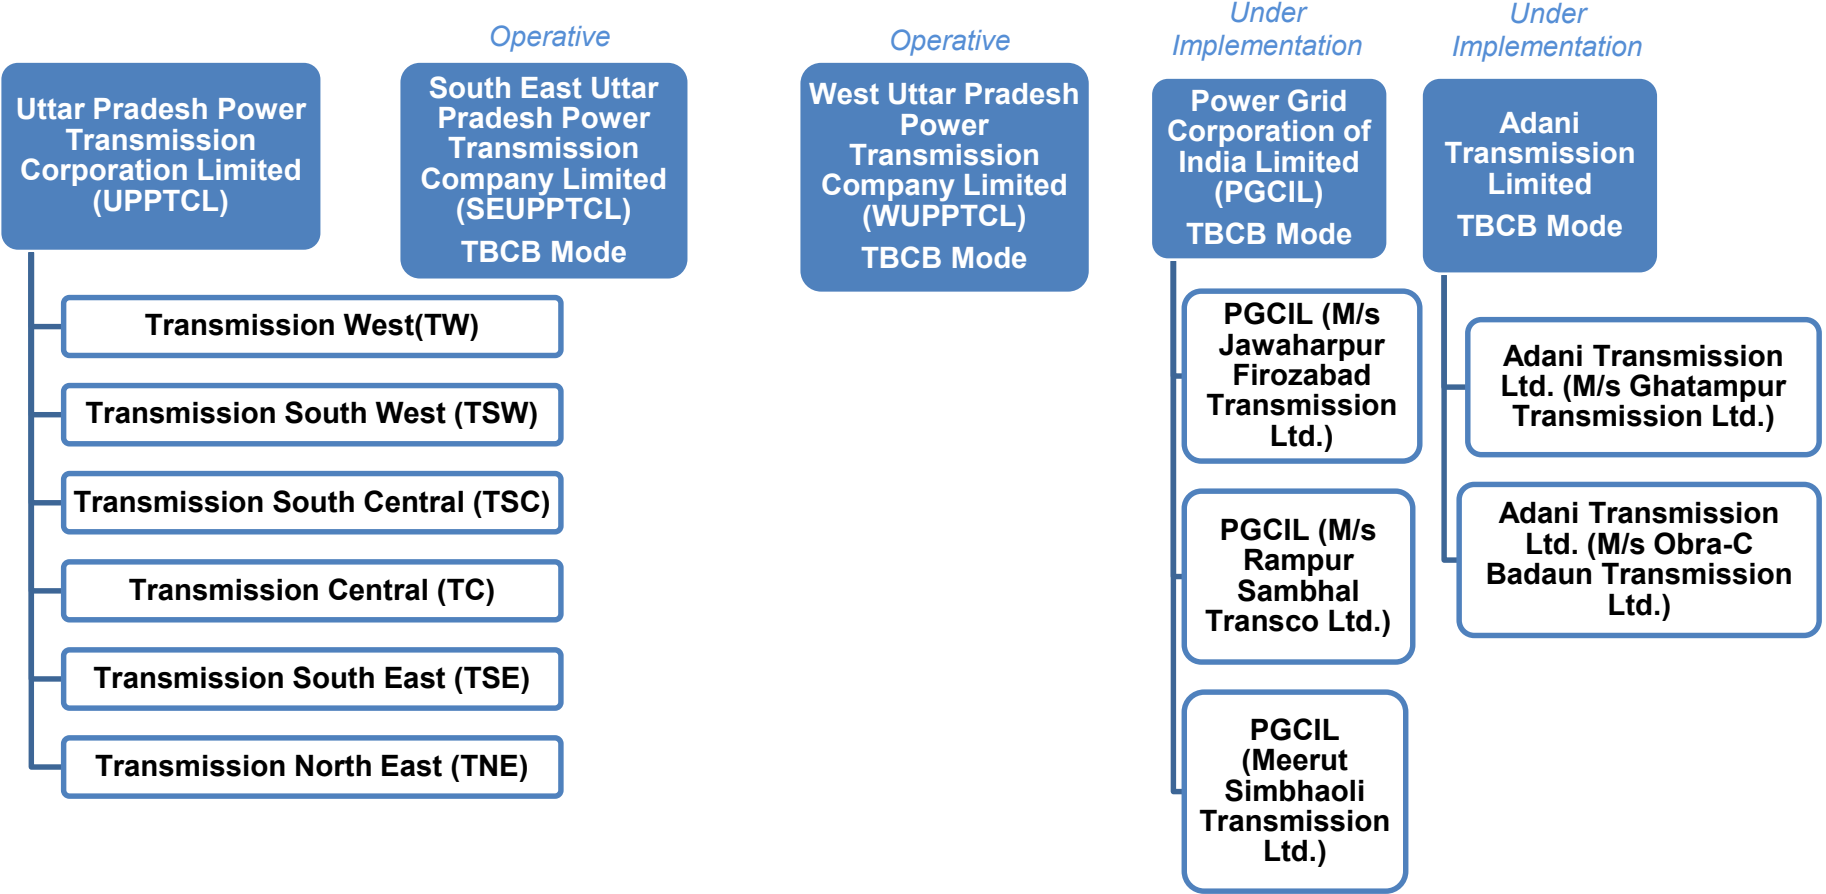 Uttar Pradesh Power
Transmission
Corporation Limited
(UPPTCL)
Transmission West(TW)
Transmission South West (TSW)
Transmission South Central (TSC)
Transmission Central (TC)
Transmission South East (TSE)
Transmission North East (TNE)
Operative
South East Uttar
Pradesh Power
Transmission
Company Limited
(SEUPPTCL)
TBCB Mode
Operative
West Uttar Pradesh
Power
Transmission
Company Limited
(WUPPTCL)
TBCB Mode
Under
Implementation
Power Grid
Corporation of
India Limited
(PGCIL)
TBCB Mode
PGCIL (M/s
Jawaharpur
Firozabad
Transmission
Ltd.)
PGCIL (M/s
Rampur
Sambhal
Transco Ltd.)
PGCIL
(Meerut
Simbhaoli
Transmission
Ltd.)
Under
Implementation
Adani
Transmission
Limited
TBCB Mode
Adani Transmission
Ltd. (M/s Ghatampur
Transmission Ltd.)
Adani Transmission
Ltd. (M/s Obra-C
Badaun Transmission
Ltd.)